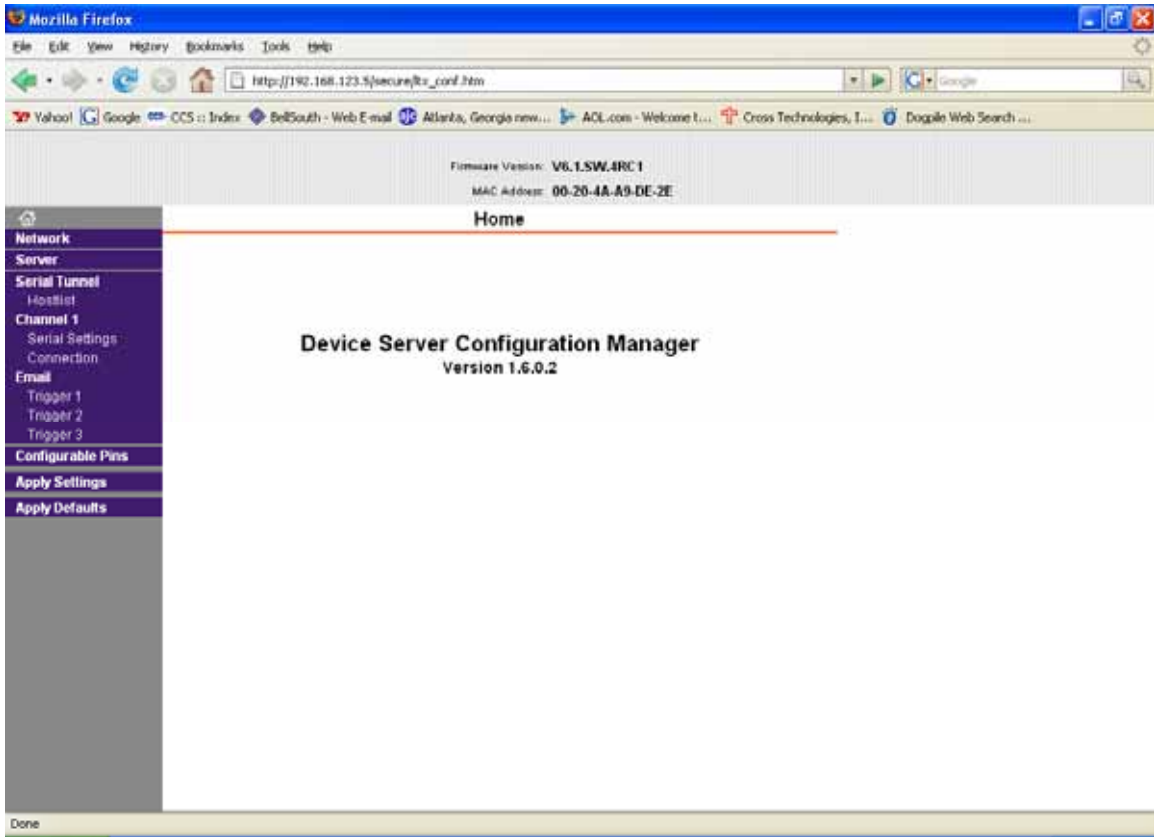 Mozilla Firefox
File Edit View History Bookmarks Tools Help
http://192.168.123.5/secure/ltx_conf.htm
Google
Yahoo! Google CCS :: Index BellSouth - Web E-mail Atlanta, Georgia new... AOL.com - Welcome t... Cross Technologies, I... Dogpile Web Search ...
Firmware Version: V6.1.SW.4RC1
MAC Address: 00-20-4A-A9-DE-2E
Home
Network
Server
Serial Tunnel
Hostlist
Channel 1
Serial Settings
Connection
Email
Trigger 1
Trigger 2
Trigger 3
Configurable Pins
Apply Settings
Apply Defaults
Device Server Configuration Manager
Version 1.6.0.2
Done